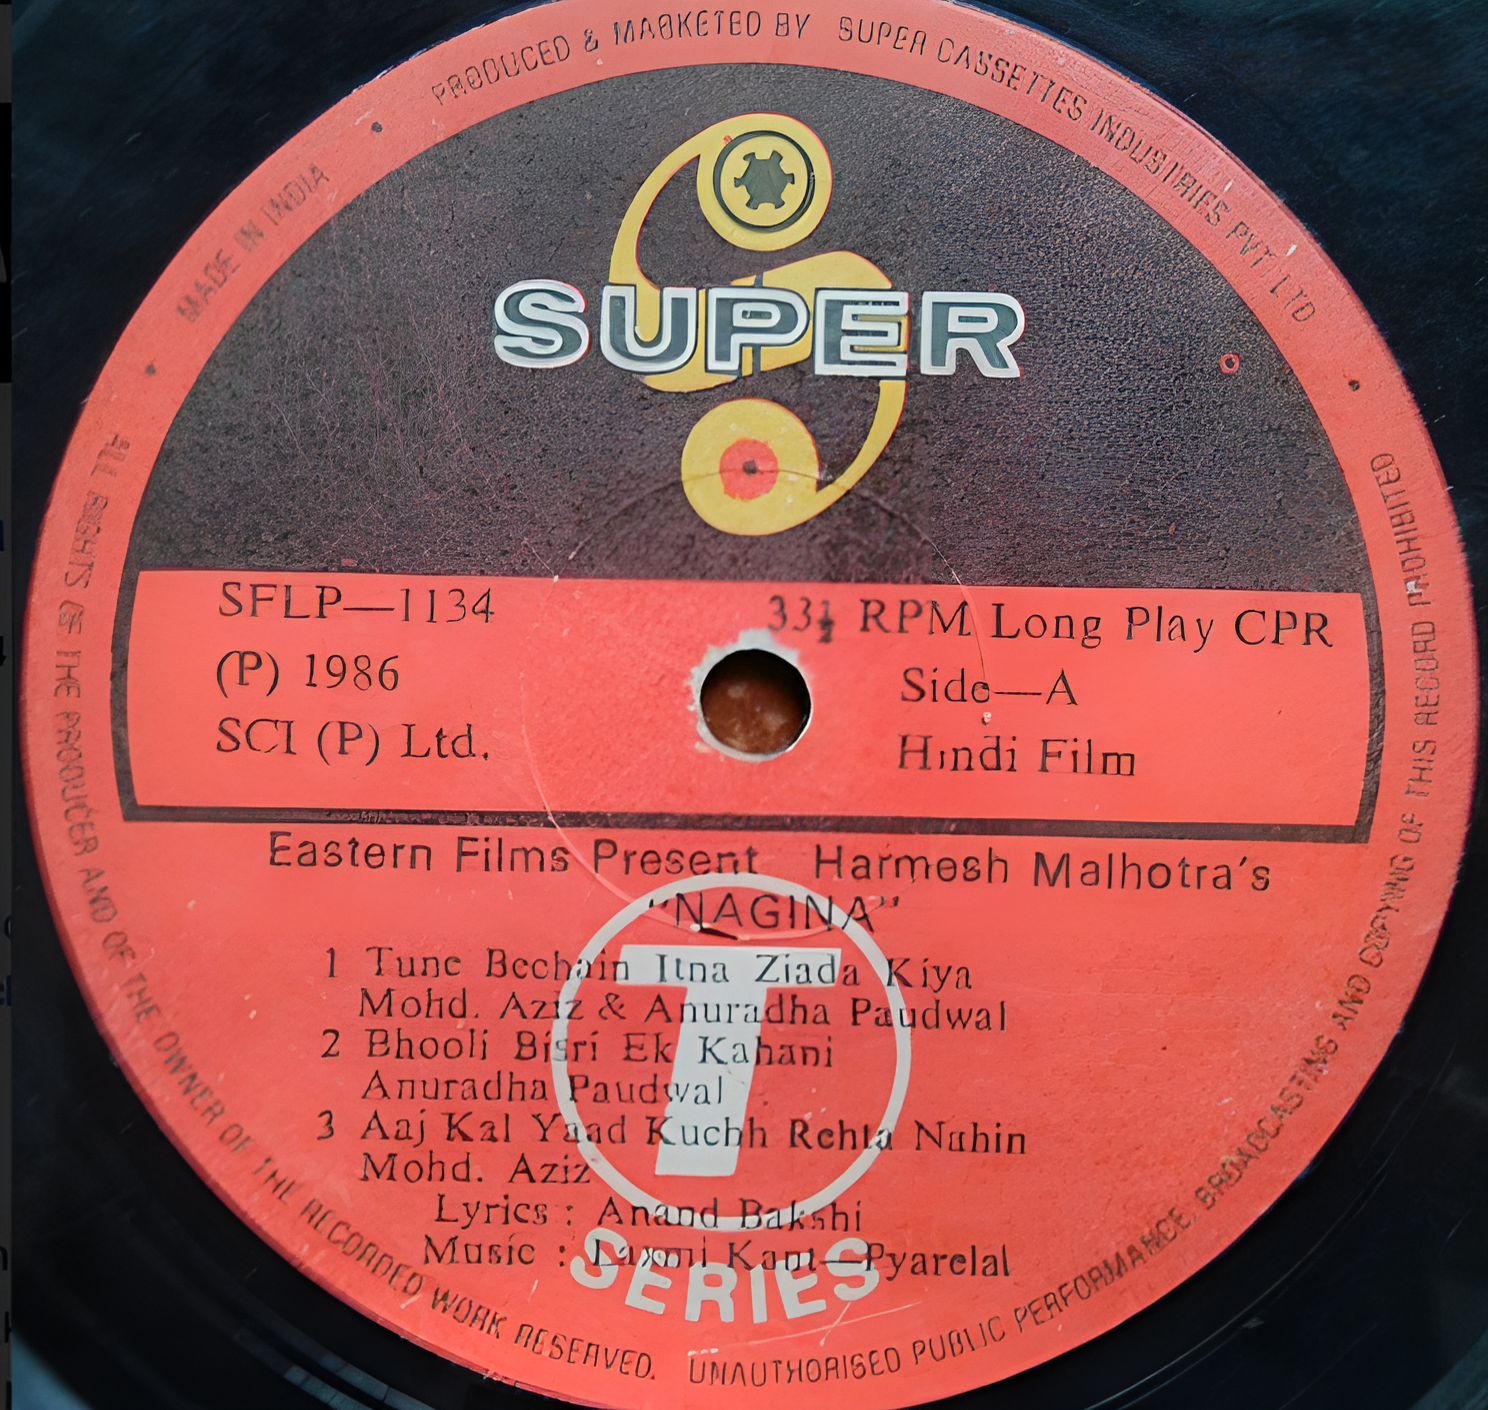 MADE IN INDIA
PRODUCED & MARKETED BY SUPER CASSETTES INDUSTRIES PVT. LTD
SUPER
SFLP—1134
(P) 1986
SCI (P) Ltd.
33½ RPM Long Play CPR
Side—A
Hindi Film
Eastern Films Present Harmesh Malhotra's
"NAGINA"
1 Tune Bechain Itna Ziada Kiya
Mohd. Aziz & Anuradha Paudwal
2 Bhooli Bisri Ek Kahani
Anuradha Paudwal
3 Aaj Kal Yaad Kuchh Rehta Nahin
Mohd. Aziz
Lyrics : Anand Bakshi
Music : Laxmi Kant—Pyarelal
T
SERIES
ALL RIGHTS OF THE PRODUCER AND OF THE OWNER OF THE RECORDED WORK RESERVED. UNAUTHORISED PUBLIC PERFORMANCE, BROADCASTING AND COPYING OF THIS RECORD PROHIBITED